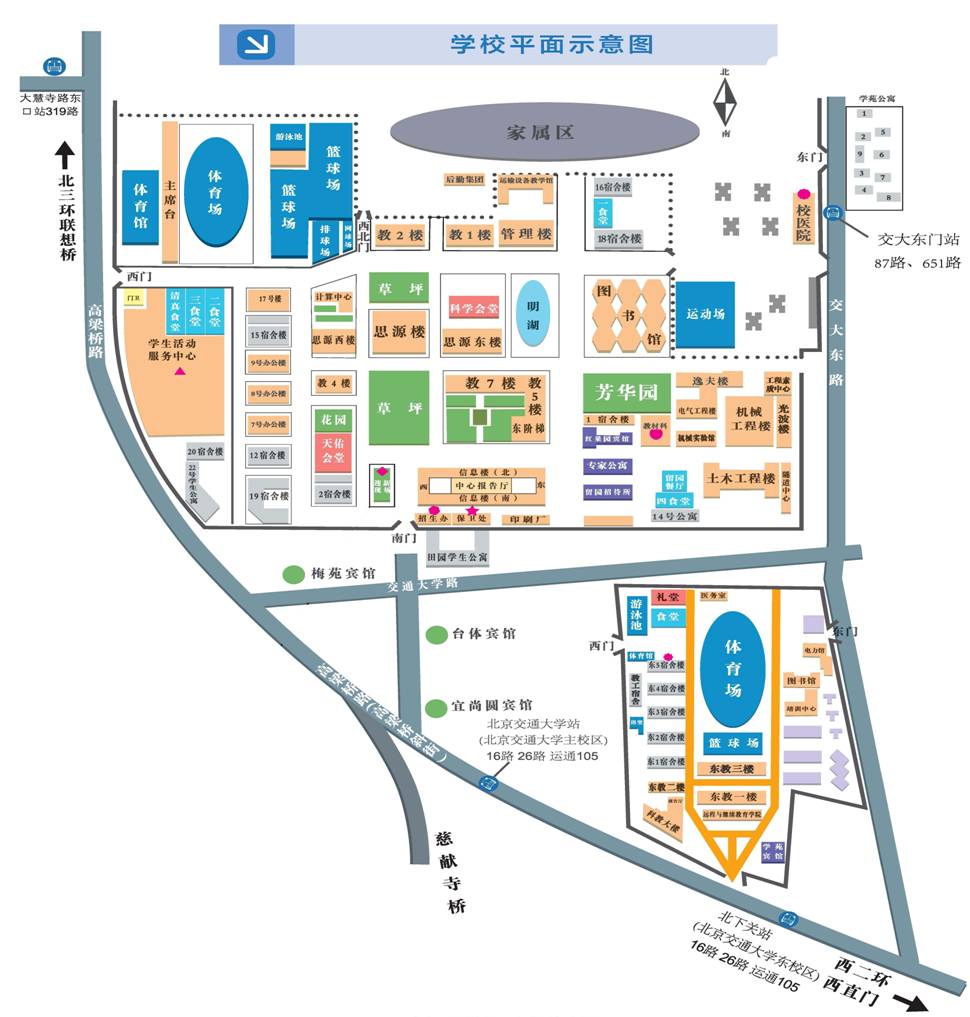 学校平面示意图
北
南
大慧寺路东
口站319路
北三环联想桥
高梁桥路
家属区
学苑公寓
1
2
5
9
6
3
7
4
8
东门
校医院
交大东门站
87路、651路
交大东路
体育馆
主席台
体育场
游泳池
篮球场
篮球场
排球场
网球场
西北门
后勤集团
运输设备教学馆
教2楼
教1楼
管理楼
16宿舍楼
一食堂
18宿舍楼
西门
ITR
清真食堂
三食堂
二食堂
学生活动
服务中心
17号楼
15宿舍楼
9号办公楼
8号办公楼
7号办公楼
12宿舍楼
19宿舍楼
20宿舍楼
22号学生公寓
计算中心
思源西楼
教4楼
花园
天佑
会堂
2宿舍楼
草坪
思源楼
草坪
科学会堂
思源东楼
明湖
教7楼
教5楼
东阶梯
信息楼（北）
西
中心报告厅
东
信息楼（南）
招生办
保卫处
印刷厂
图书馆
运动场
芳华园
1宿舍楼
红果园宾馆
教材科
专家公寓
留园招待所
逸夫楼
电气工程楼
机械实验馆
机械
工程楼
工程素
质中心
光波楼
土木工程楼
隧道中心
留园
餐厅
四食堂
14号公寓
南门
田园学生公寓
交通大学路
梅苑宾馆
台体宾馆
宜尚圆宾馆
高梁桥路(高梁桥斜街)
北京交通大学站
(北京交通大学主校区)
16路 26路 运通105
慈献寺桥
游泳池
礼堂
食堂
医务室
西门
东门
体育馆
东5宿舍楼
东4宿舍楼
东3宿舍楼
东2宿舍楼
东1宿舍楼
教工宿舍
东教二楼
科教大楼
体育场
篮球场
东教三楼
东教一楼
远程与继续教育学院
电力馆
图书馆
培训中心
学苑
宾馆
北下关站
(北京交通大学东校区)
16路 26路 运通105
西二环
西直门